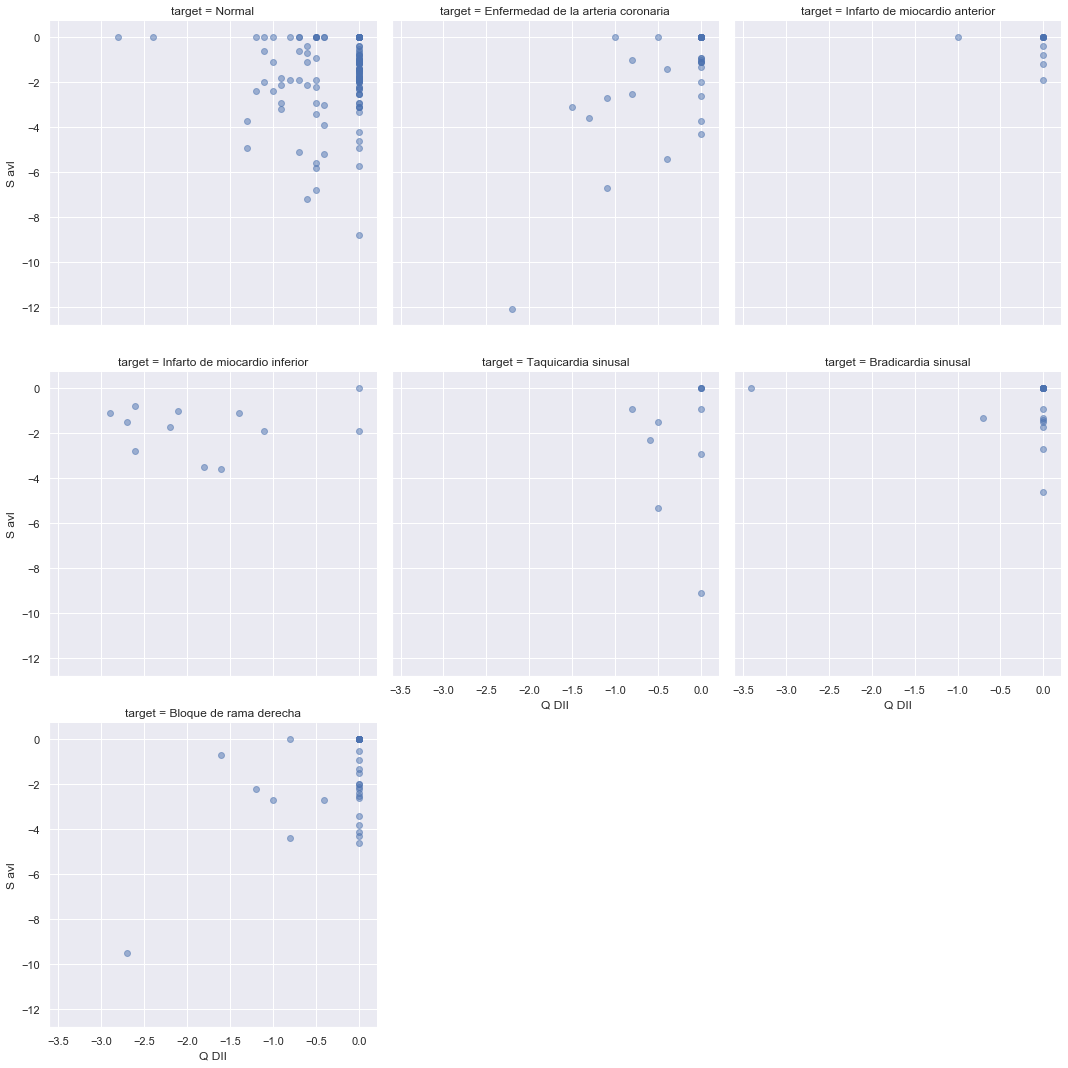 target = Normal
target = Enfermedad de la arteria coronaria
target = Infarto de miocardio anterior
0
−2
−4
−6
−8
−10
−12
S avl
target = Infarto de miocardio inferior
target = Taquicardia sinusal
target = Bradicardia sinusal
0
−2
−4
−6
−8
−10
−12
S avl
−3.5 −3.0 −2.5 −2.0 −1.5 −1.0 −0.5 0.0
Q DII
−3.5 −3.0 −2.5 −2.0 −1.5 −1.0 −0.5 0.0
Q DII
target = Bloque de rama derecha
0
−2
−4
−6
−8
−10
−12
S avl
−3.5 −3.0 −2.5 −2.0 −1.5 −1.0 −0.5 0.0
Q DII